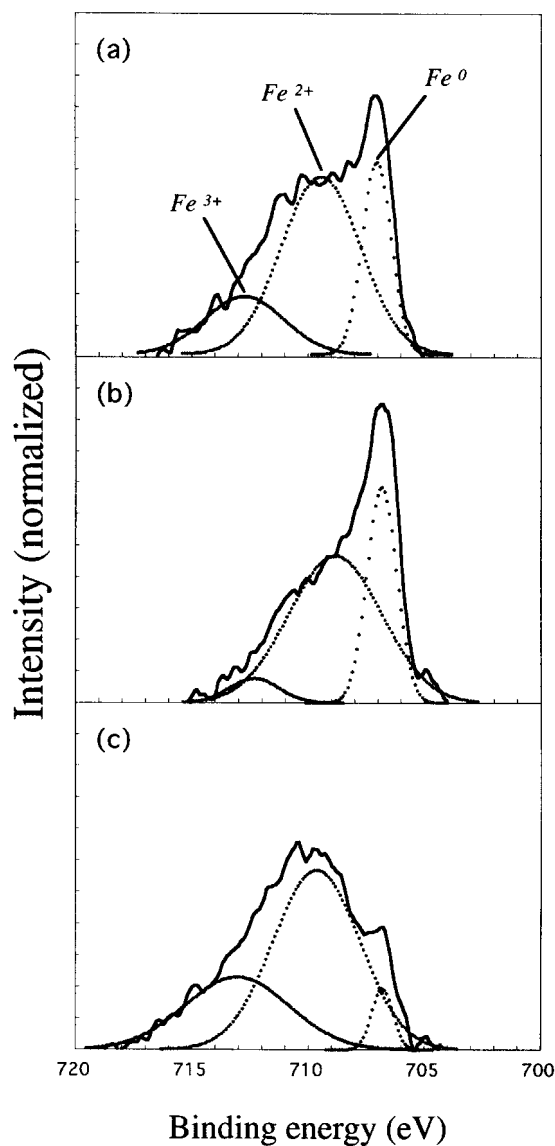 (a)
Fe 2+
Fe 0
Fe 3+
(b)
(c)
Intensity (normalized)
720 715 710 705 700
Binding energy (eV)